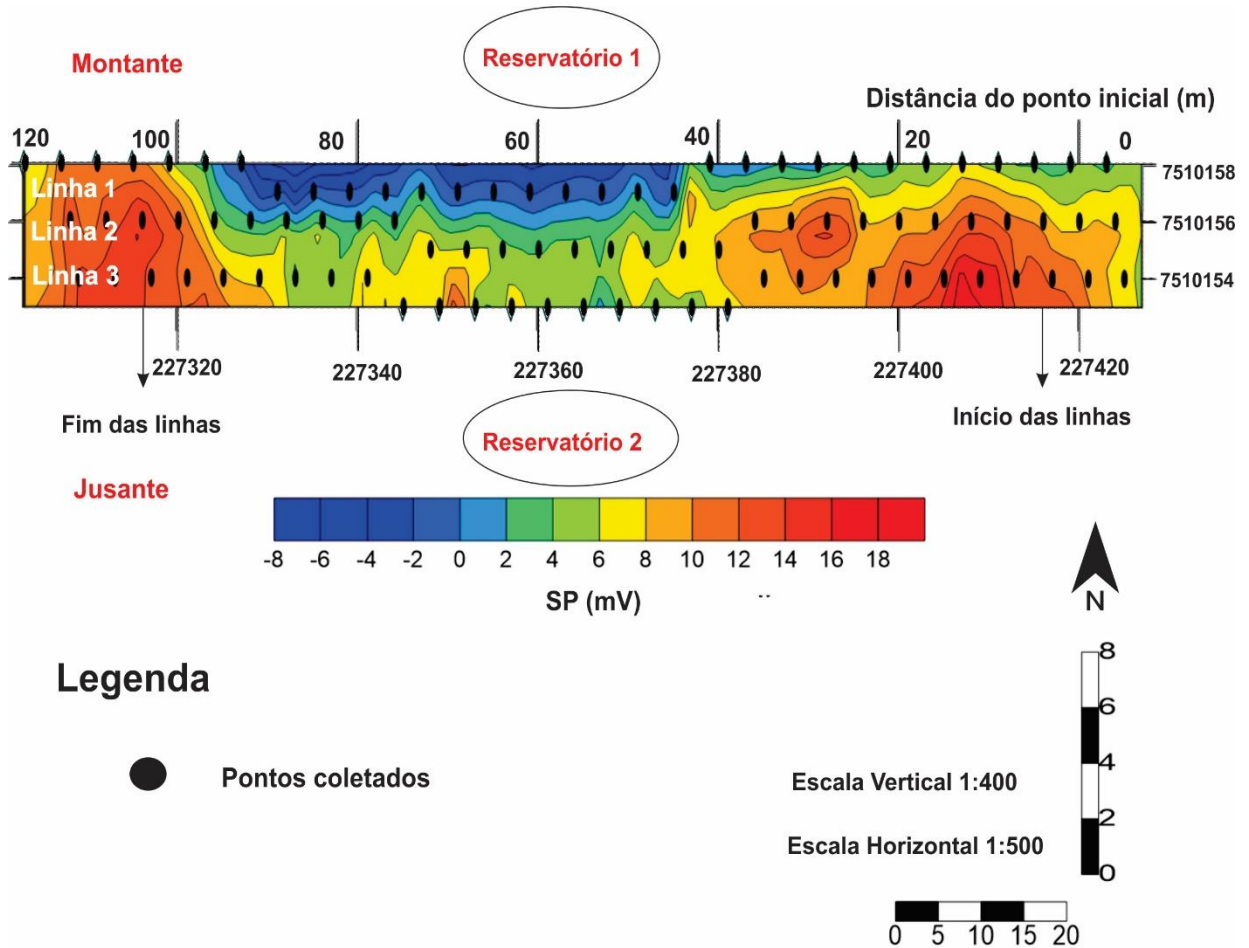 Montante
Reservatório 1
Distância do ponto inicial (m)
120 100 80 60 40 20 0
Linha 1
7510158
Linha 2
7510156
Linha 3
7510154
227320 227340 227360 227380 227400 227420
Fim das linhas
Início das linhas
Reservatório 2
Jusante
-8 -6 -4 -2 0 2 4 6 8 10 12 14 16 18
SP (mV)
N
Legenda
Pontos coletados
Escala Vertical 1:400
Escala Horizontal 1:500
8
6
4
2
0
0 5 10 15 20